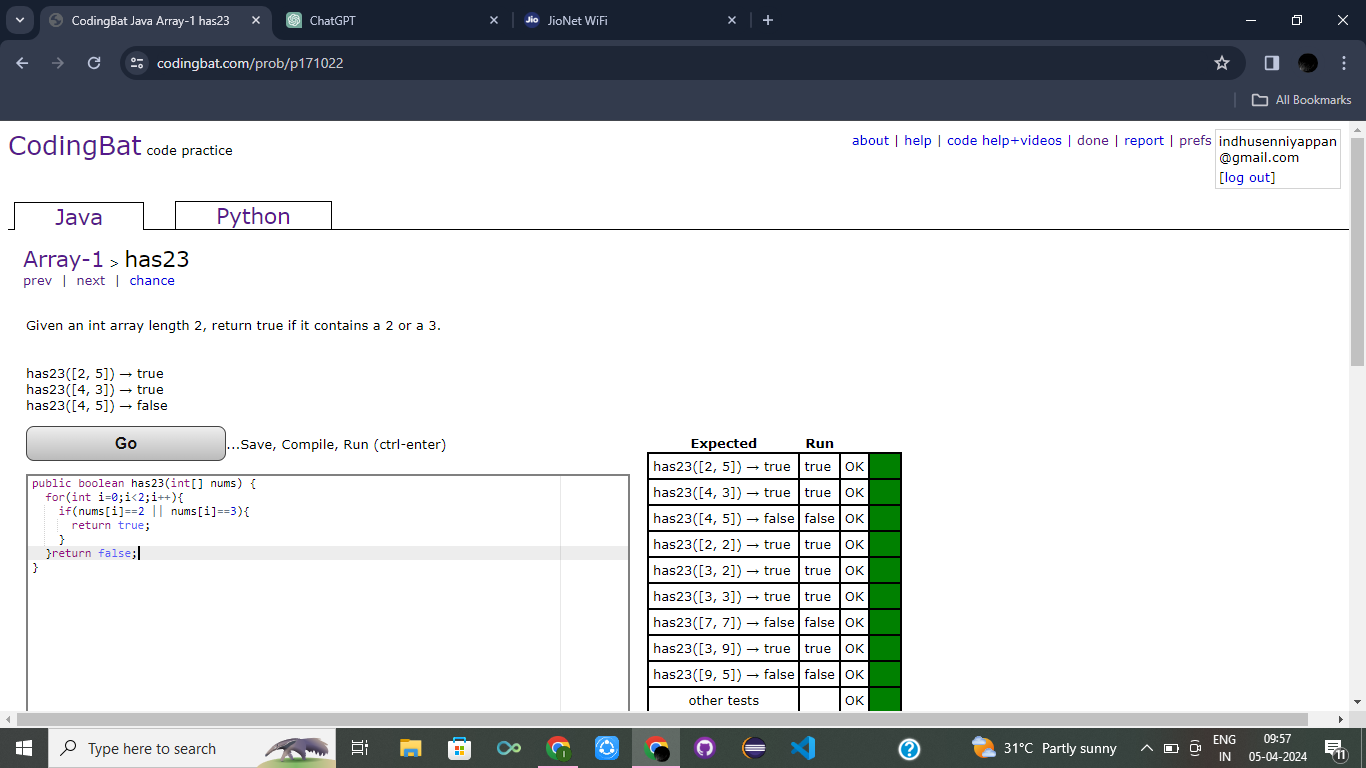 CodingBat Java Array-1 has23
ChatGPT
Jio JioNet WiFi
codingbat.com/prob/p171022
All Bookmarks
CodingBat code practice
about | help | code help+videos | done | report | prefs
indhusenniyappan
@gmail.com
[log out]
Java
Python
Array-1 > has23
prev | next | chance
Given an int array length 2, return true if it contains a 2 or a 3.
has23([2, 5]) → true
has23([4, 3]) → true
has23([4, 5]) → false
Go
...Save, Compile, Run (ctrl-enter)
public boolean has23(int[] nums) {
for(int i=0;i<2;i++){
if(nums[i]==2 || nums[i]==3){
return true;
}
}return false;
}
Expected Run
has23([2, 5]) → true true OK
has23([4, 3]) → true true OK
has23([4, 5]) → false false OK
has23([2, 2]) → true true OK
has23([3, 2]) → true true OK
has23([3, 3]) → true true OK
has23([7, 7]) → false false OK
has23([3, 9]) → true true OK
has23([9, 5]) → false false OK
other tests OK
Type here to search
31°C Partly sunny
ENG
IN
09:57
05-04-2024
11